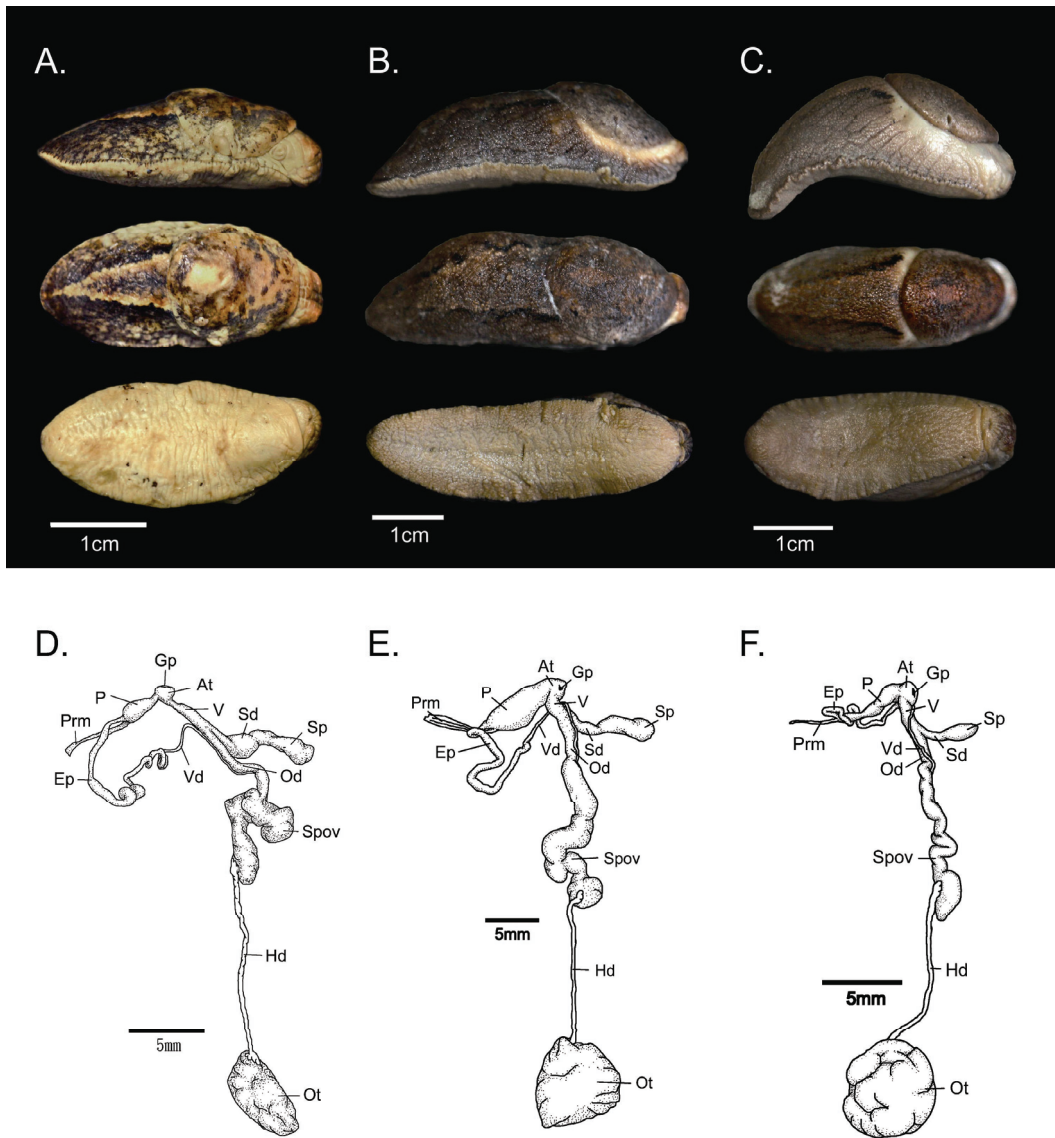 A.
B.
C.
1cm
1cm
1cm
D.
Gp
P
At
Prm
V
Sd
Sp
Ep
Vd
Od
Spov
Hd
5mm
Ot
E.
At
Gp
P
V
Prm
Sp
Ep
Vd
Sd
Od
Spov
5mm
Hd
Ot
F.
At
Gp
Ep
P
V
Sp
Prm
Vd
Sd
Od
Spov
Hd
5mm
Ot